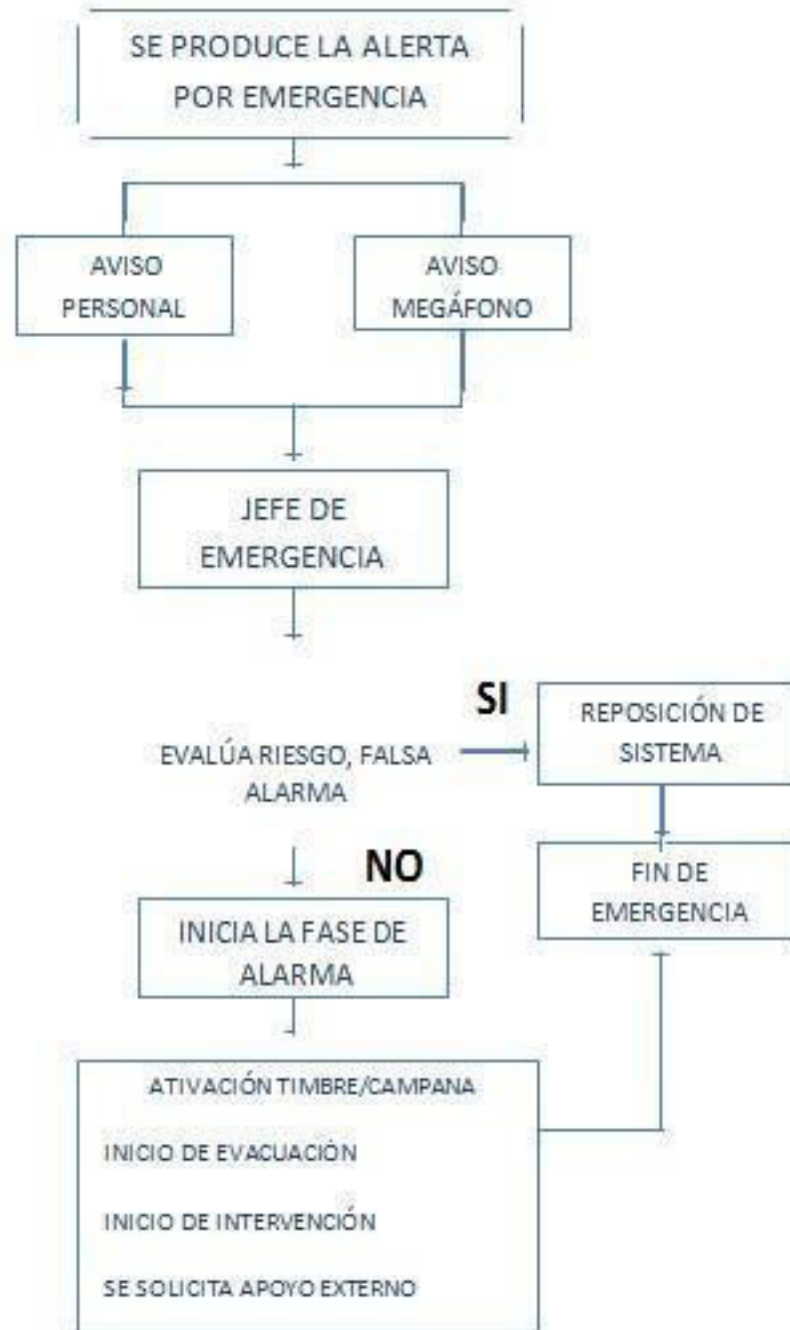 SE PRODUCE LA ALERTA
POR EMERGENCIA
AVISO
PERSONAL
AVISO
MEGÁFONO
JEFE DE
EMERGENCIA
EVALÚA RIESGO, FALSA
ALARMA
SI
REPOSICIÓN DE
SISTEMA
NO
FIN DE
EMERGENCIA
INICIA LA FASE DE
ALARMA
ATIVACIÓN TIMBRE/CAMPANA
INICIO DE EVACUACIÓN
INICIO DE INTERVENCIÓN
SE SOLICITA APOYO EXTERNO